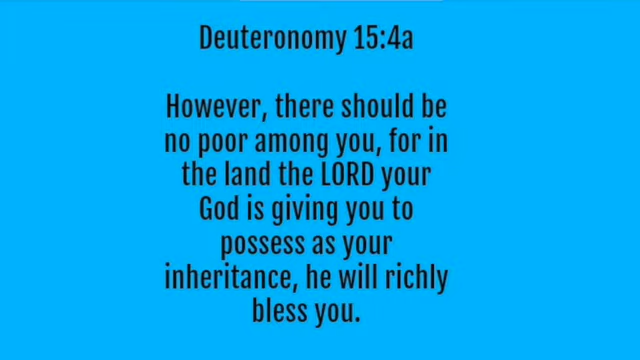 Deuteronomy 15:4a
However, there should be
no poor among you, for in
the land the LORD your
God is giving you to
possess as your
inheritance, he will richly
bless you.